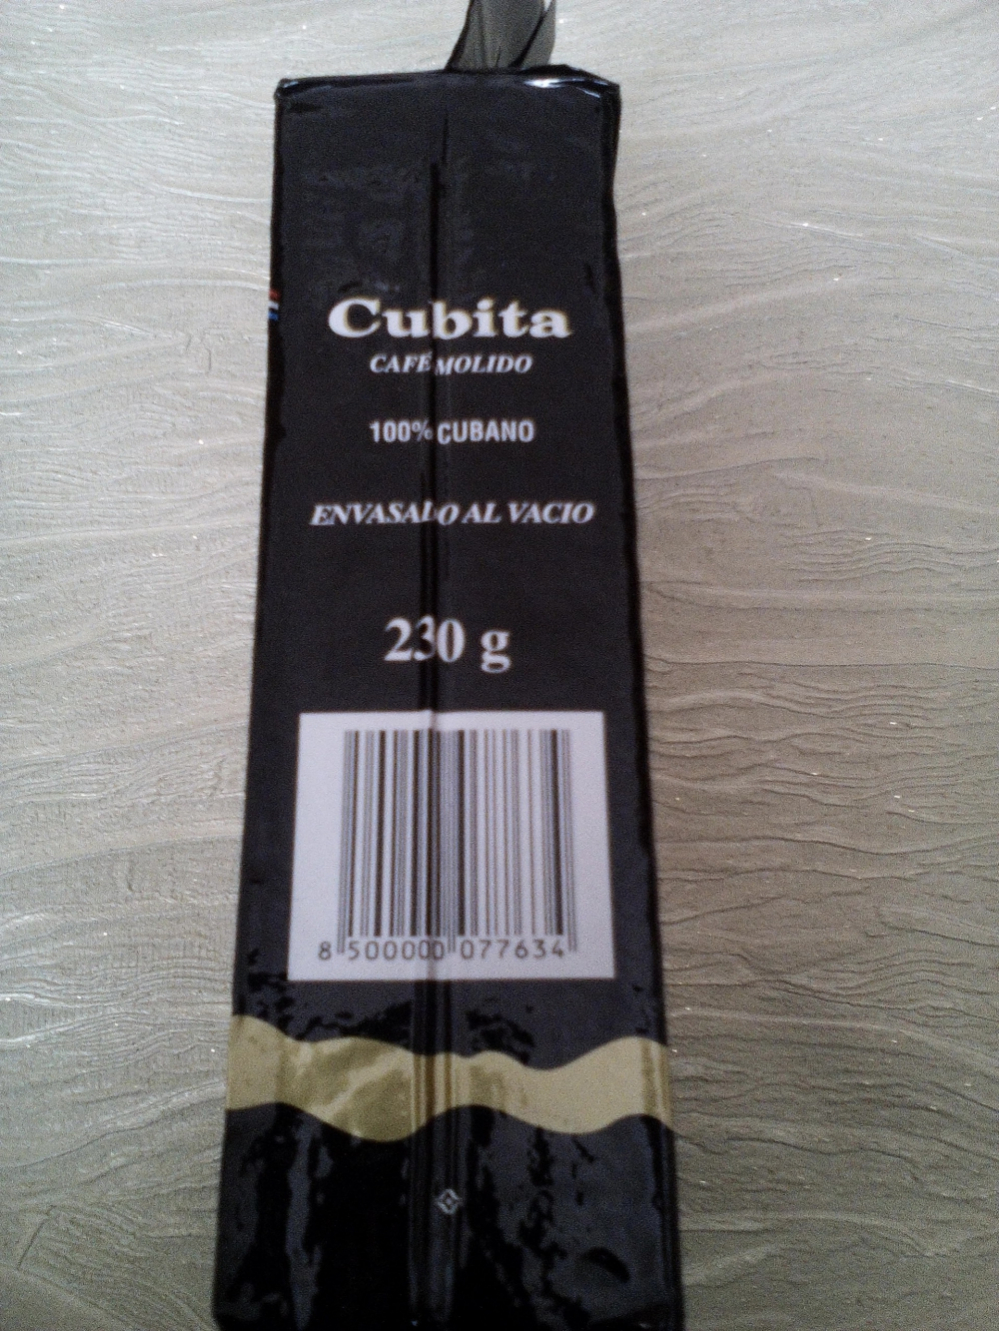 Cubita
CAFÉ MOLIDO
100% CUBANO
ENVASADO AL VACIO
230 g
8 500000 077634